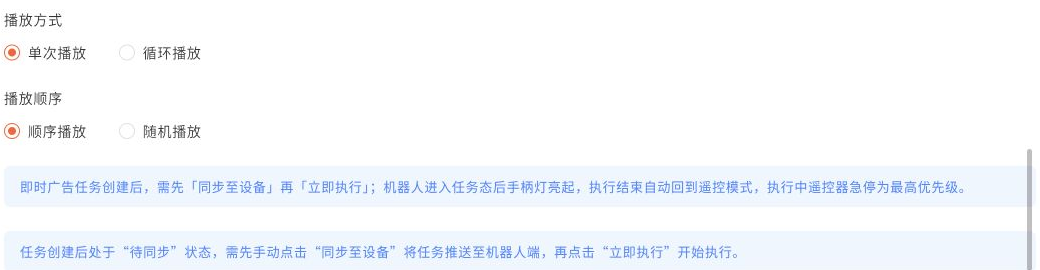 播放方式
单次播放 循环播放
播放顺序
顺序播放 随机播放
即时广告任务创建后，需先「同步至设备」再「立即执行」；机器人进入任务态后手柄灯亮起，执行结束自动回到遥控模式，执行中遥控器急停为最高优先级。
任务创建后处于“待同步”状态，需先手动点击“同步至设备”将任务推送至机器人端，再点击“立即执行”开始执行。